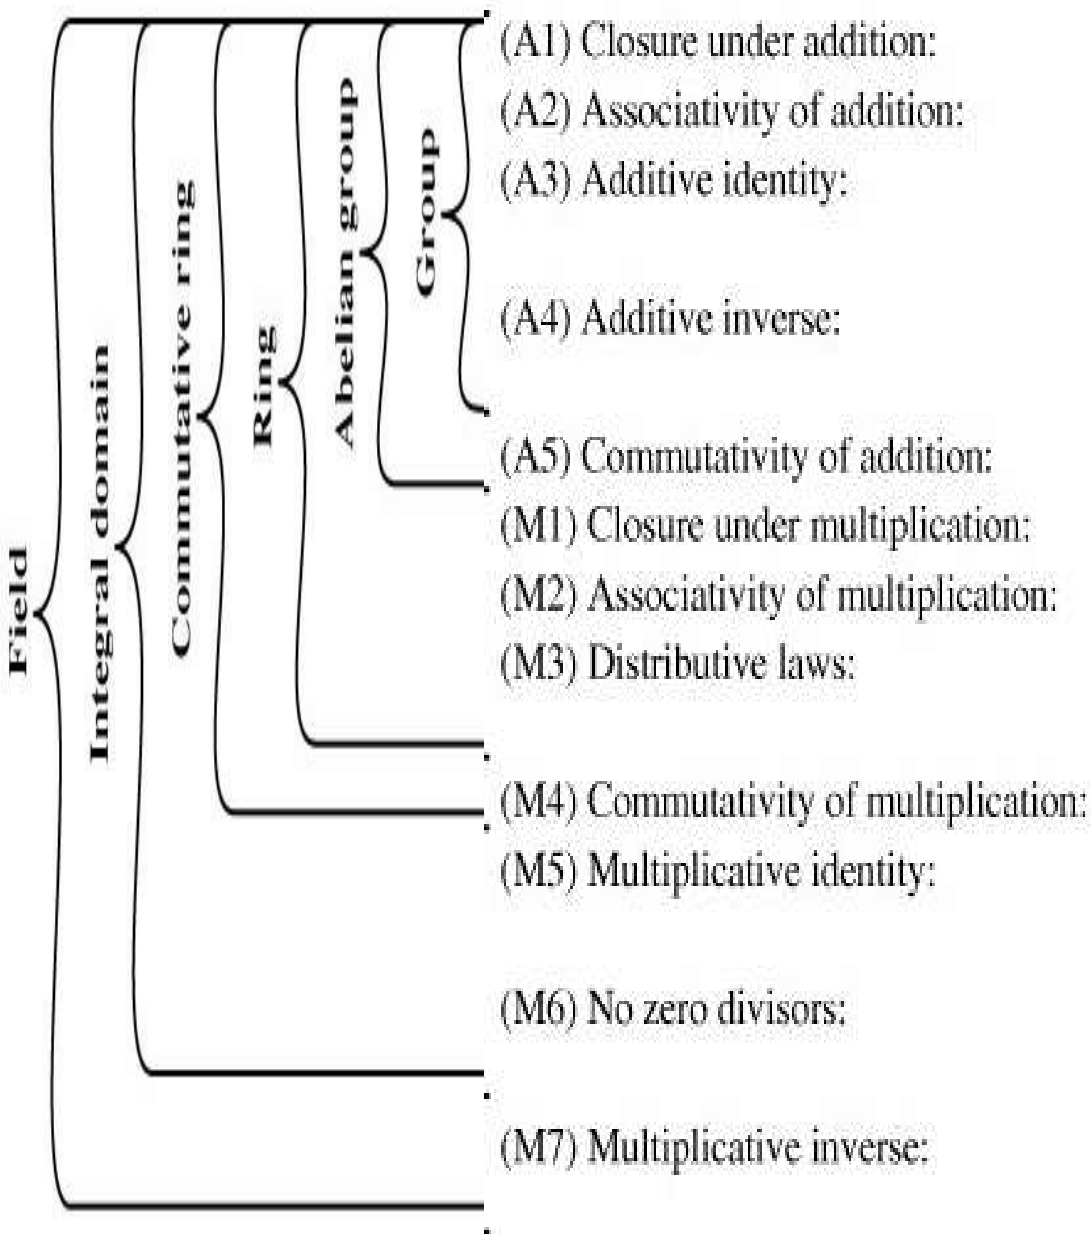 Field
Integral domain
Commutative ring
Ring
Abelian group
Group
(A1) Closure under addition:
(A2) Associativity of addition:
(A3) Additive identity:
(A4) Additive inverse:
(A5) Commutativity of addition:
(M1) Closure under multiplication:
(M2) Associativity of multiplication:
(M3) Distributive laws:
(M4) Commutativity of multiplication:
(M5) Multiplicative identity:
(M6) No zero divisors:
(M7) Multiplicative inverse: